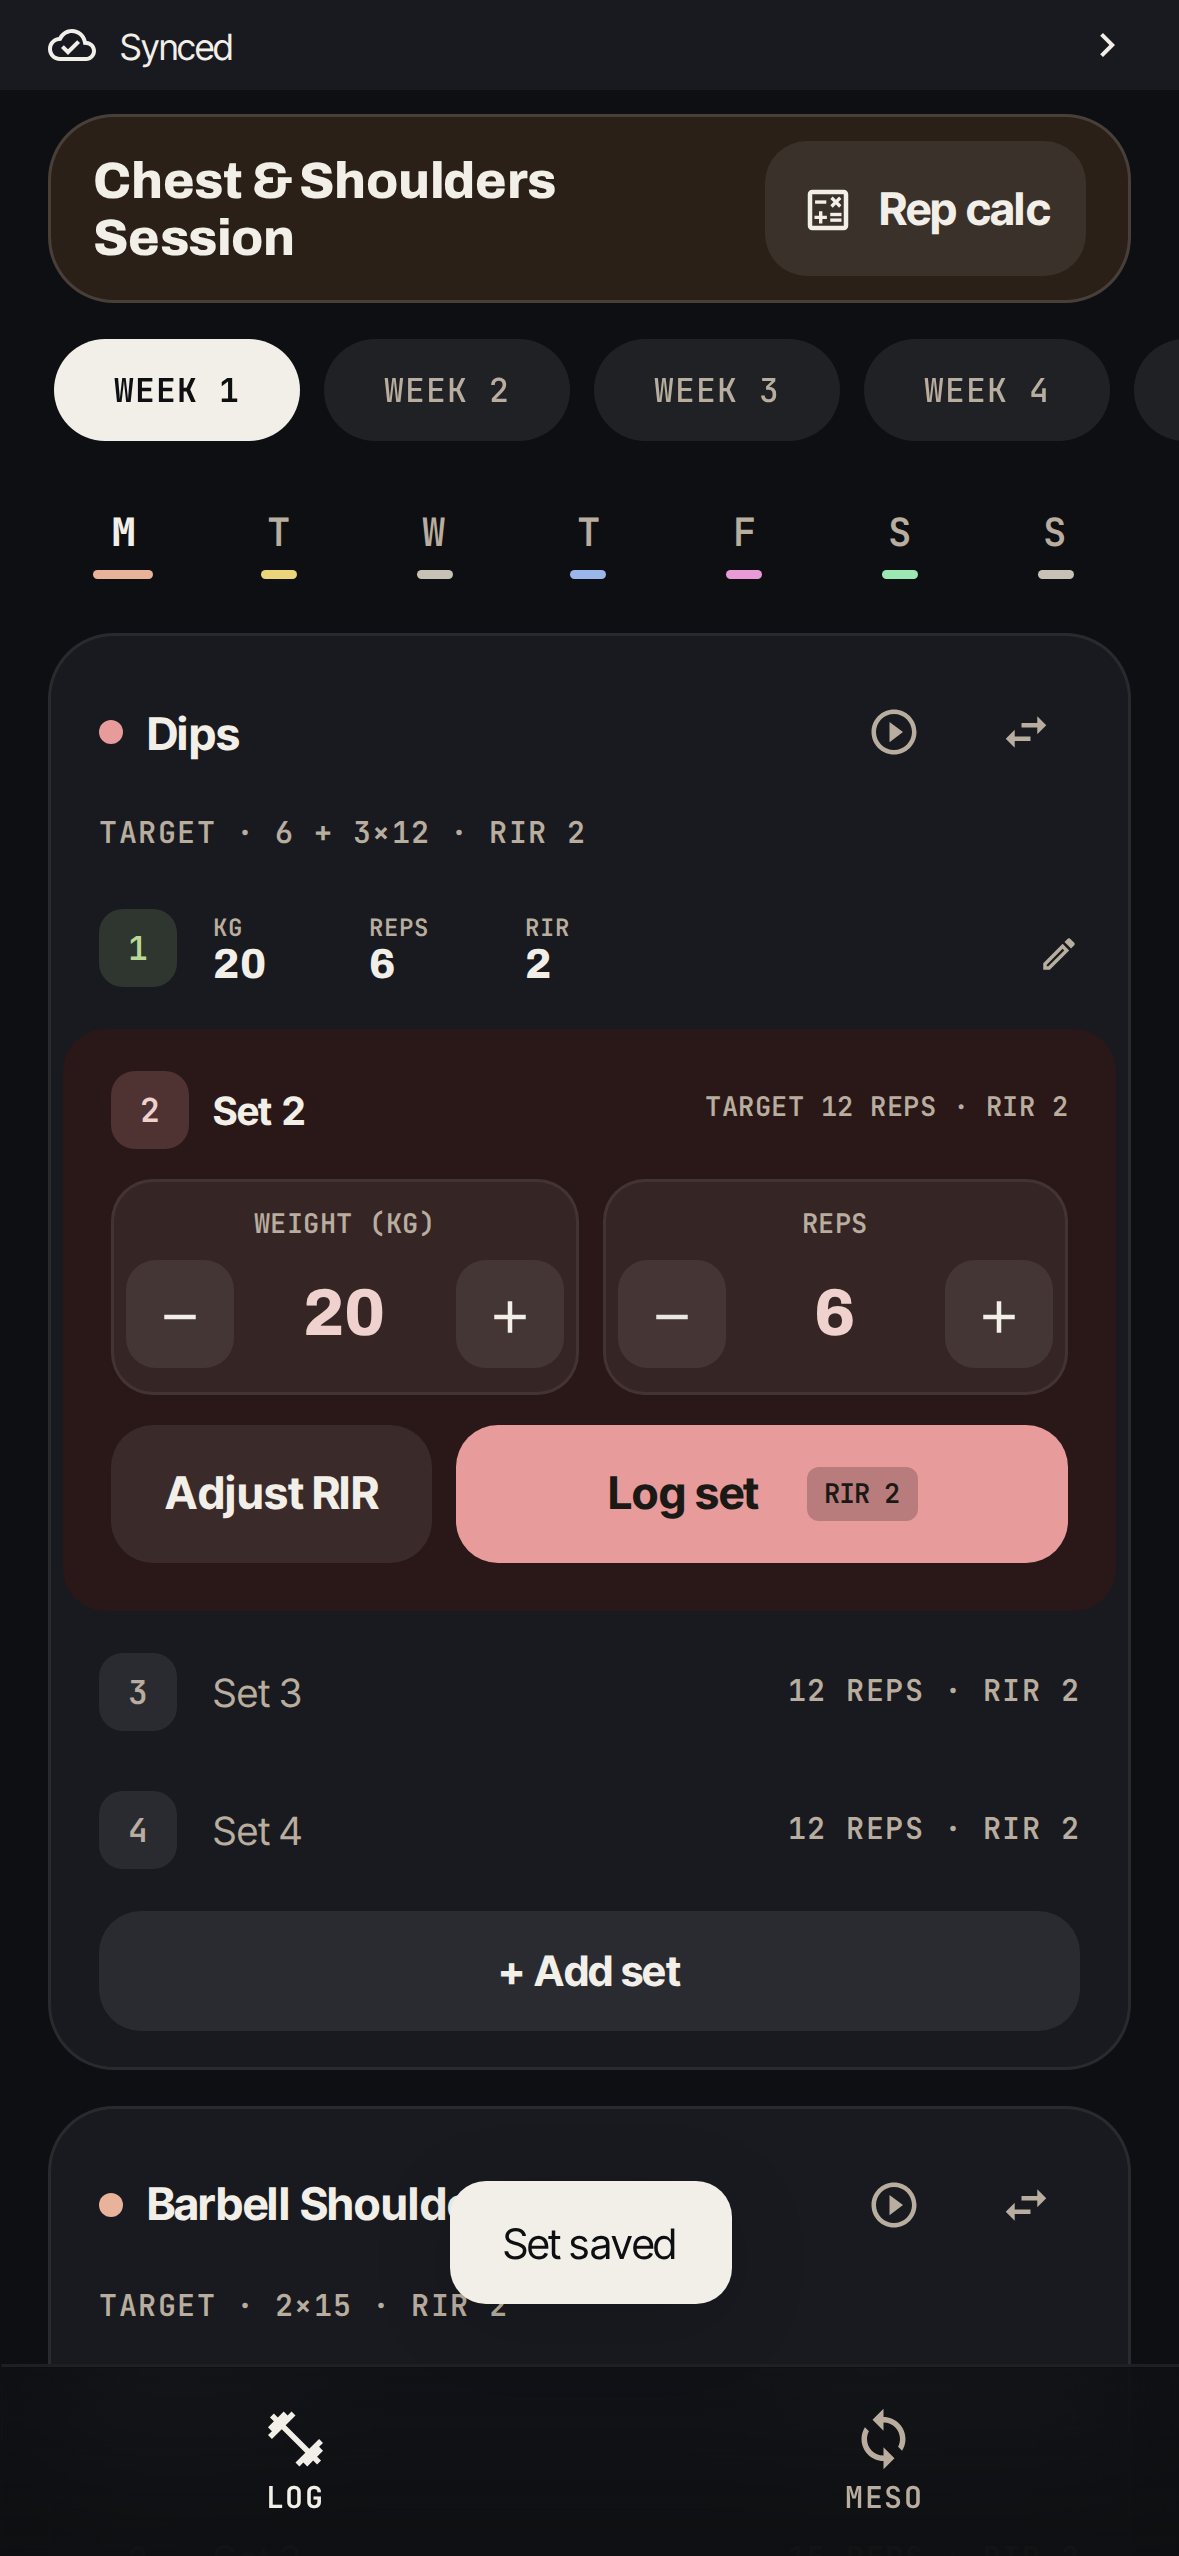 Synced
Chest & Shoulders
Session
Rep calc
WEEK 1
WEEK 2
WEEK 3
WEEK 4
M T W T F S S
Dips
TARGET · 6 + 3×12 · RIR 2
1
KG REPS RIR
20 6 2
2 Set 2 TARGET 12 REPS · RIR 2
WEIGHT (KG) REPS
− 20 + − 6 +
Adjust RIR Log set RIR 2
3 Set 3 12 REPS · RIR 2
4 Set 4 12 REPS · RIR 2
+ Add set
Barbell
Set saved
TARGET · 2×15 · RIR 2
LOG MESO